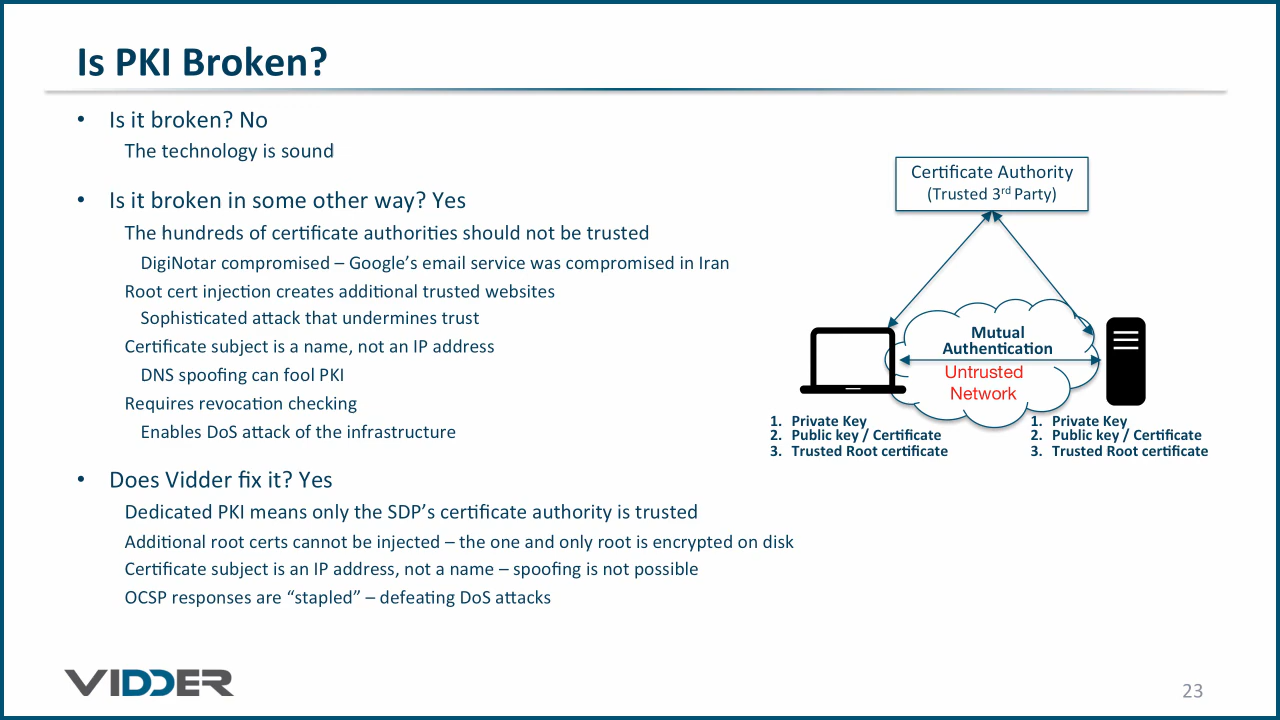 Is PKI Broken?
• Is it broken? No
The technology is sound
• Is it broken in some other way? Yes
The hundreds of certificate authorities should not be trusted
DigiNotar compromised – Google's email service was compromised in Iran
Root cert injection creates additional trusted websites
Sophisticated attack that undermines trust
Certificate subject is a name, not an IP address
DNS spoofing can fool PKI
Requires revocation checking
Enables DoS attack of the infrastructure
• Does Vidder fix it? Yes
Dedicated PKI means only the SDP's certificate authority is trusted
Additional root certs cannot be injected – the one and only root is encrypted on disk
Certificate subject is an IP address, not a name – spoofing is not possible
OCSP responses are “stapled” – defeating DoS attacks
Certificate Authority
(Trusted 3rd Party)
Mutual
Authentication
Untrusted
Network
1. Private Key
2. Public key / Certificate
3. Trusted Root certificate
1. Private Key
2. Public key / Certificate
3. Trusted Root certificate
VIDDER
23